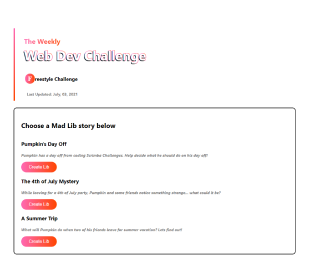 The Weekly
Web Dev Challenge
Freestyle Challenge
Last Updated: July, 02, 2021
Choose a Mad Lib story below
Pumpkin's Day Off
Pumpkin has a day off from coding Scrimba Challenges. Help decide what he should do on his day off!
Create Lib
The 4th of July Mystery
While leaving for a 4th of July party, Pumpkin and some friends notice something strange... what could it be?
Create Lib
A Summer Trip
What will Pumpkin do when two of his friends leave for summer vacation? Lets find out!
Create Lib